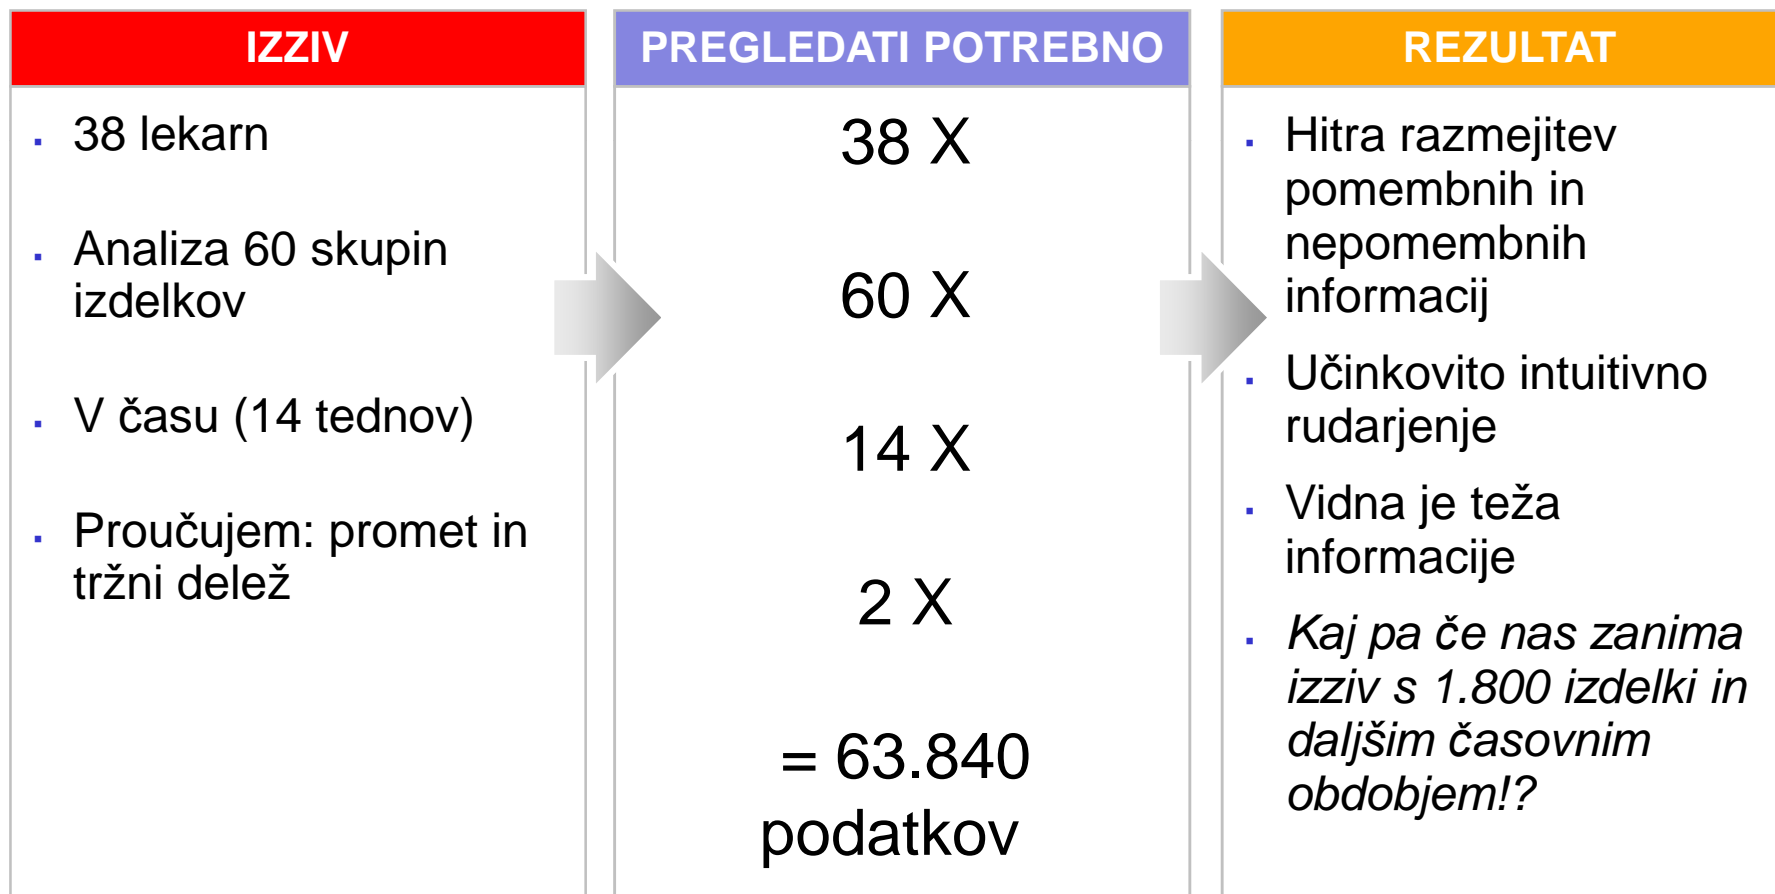 IZZIV
38 lekarn
Analiza 60 skupin
izdelkov
V času (14 tednov)
Proučujem: promet in
tržni delež
PREGLEDATI POTREBNO
38 X
60 X
14 X
2 X
= 63.840
podatkov
REZULTAT
Hitra razmejitev
pomembnih in
nepomembnih
informacij
Učinkovito intuitivno
rudarjenje
Vidna je teža
informacije
Kaj pa če nas zanima
izziv s 1.800 izdelki in
daljšim časovnim
obdobjem!?